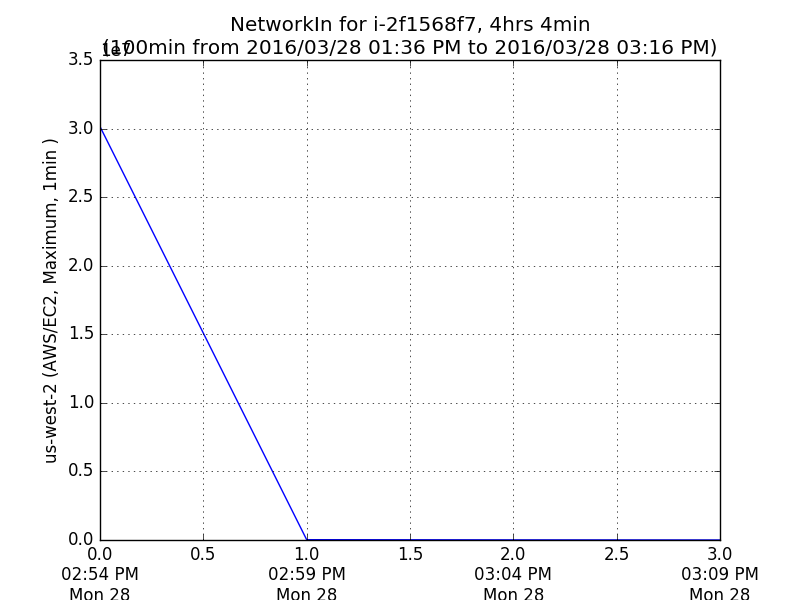 NetworkIn for i-2f1568f7, 4hrs 4min
(100min from 2016/03/28 01:36 PM to 2016/03/28 03:16 PM)
1e7
3.5
3.0
2.5
2.0
1.5
1.0
0.5
0.0
us-west-2 (AWS/EC2, Maximum, 1min )
0.0 0.5 1.0 1.5 2.0 2.5 3.0
02:54 PM 02:59 PM 03:04 PM 03:09 PM
Mon 28 Mon 28 Mon 28 Mon 28